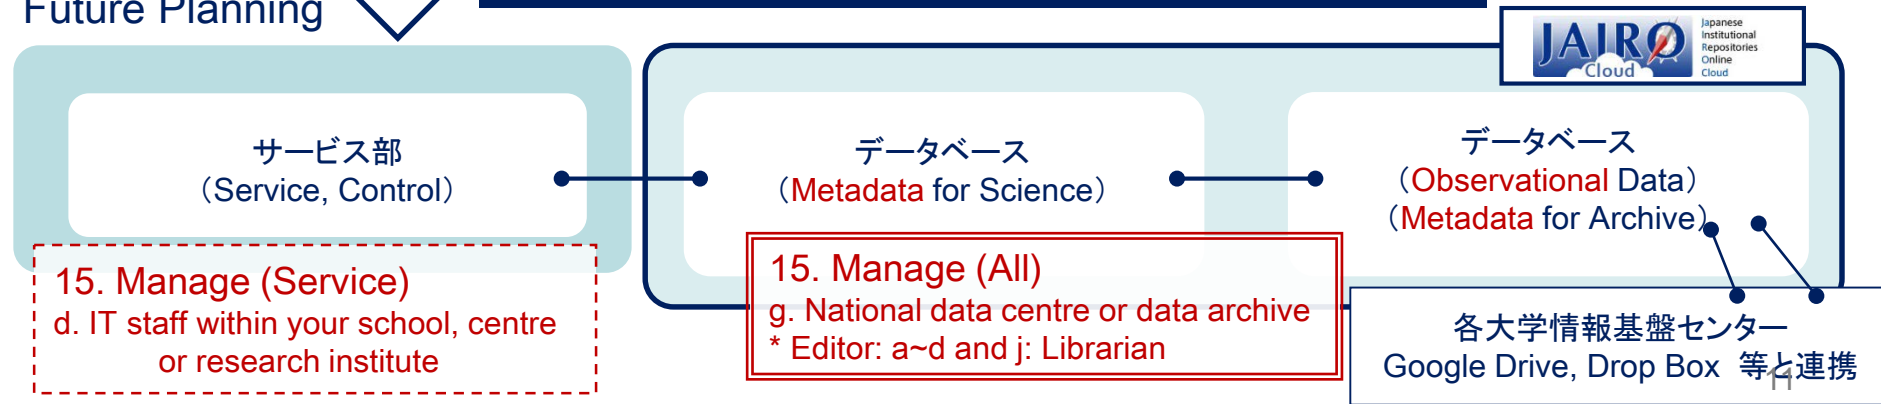 Future Planning
JAIRO
Cloud
Japanese
Institutional
Repositories
Online
Cloud
サービス部
（Service, Control）
データベース
（Metadata for Science）
データベース
（Observational Data）
（Metadata for Archive）
15. Manage (Service)
d. IT staff within your school, centre
or research institute
15. Manage (All)
g. National data centre or data archive
* Editor: a~d and j: Librarian
各大学情報基盤センター
Google Drive, Drop Box 等と連携
11